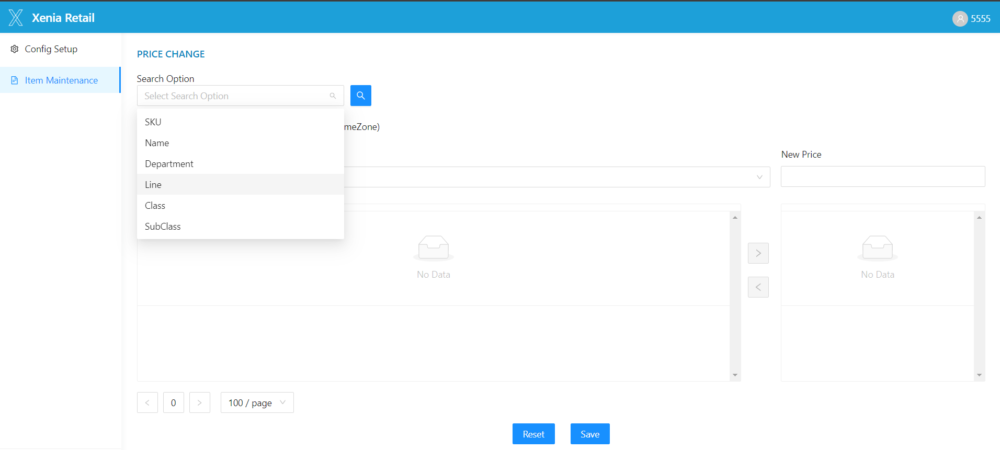 Xenia Retail
5555
Config Setup
Item Maintenance
PRICE CHANGE
Search Option
Select Search Option
SKU
Name
Department
Line
Class
SubClass
meZone)
New Price
No Data
No Data
0
100 / page
Reset
Save